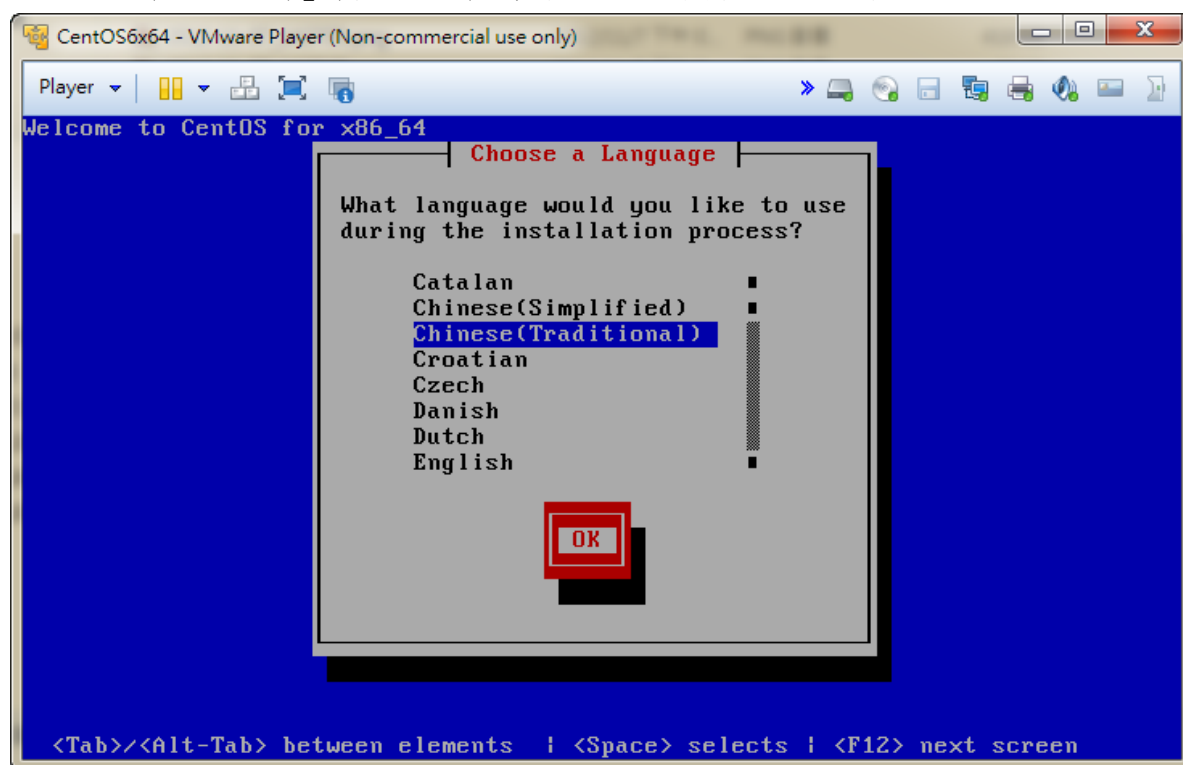 CentOS6x64 - VMware Player (Non-commercial use only)
Player
Welcome to CentOS for x86_64
Choose a Language
What language would you like to use
during the installation process?
Catalan
Chinese(Simplified)
Chinese(Traditional)
Croatian
Czech
Danish
Dutch
English
OK
<Tab>/<Alt-Tab> between elements | <Space> selects | <F12> next screen